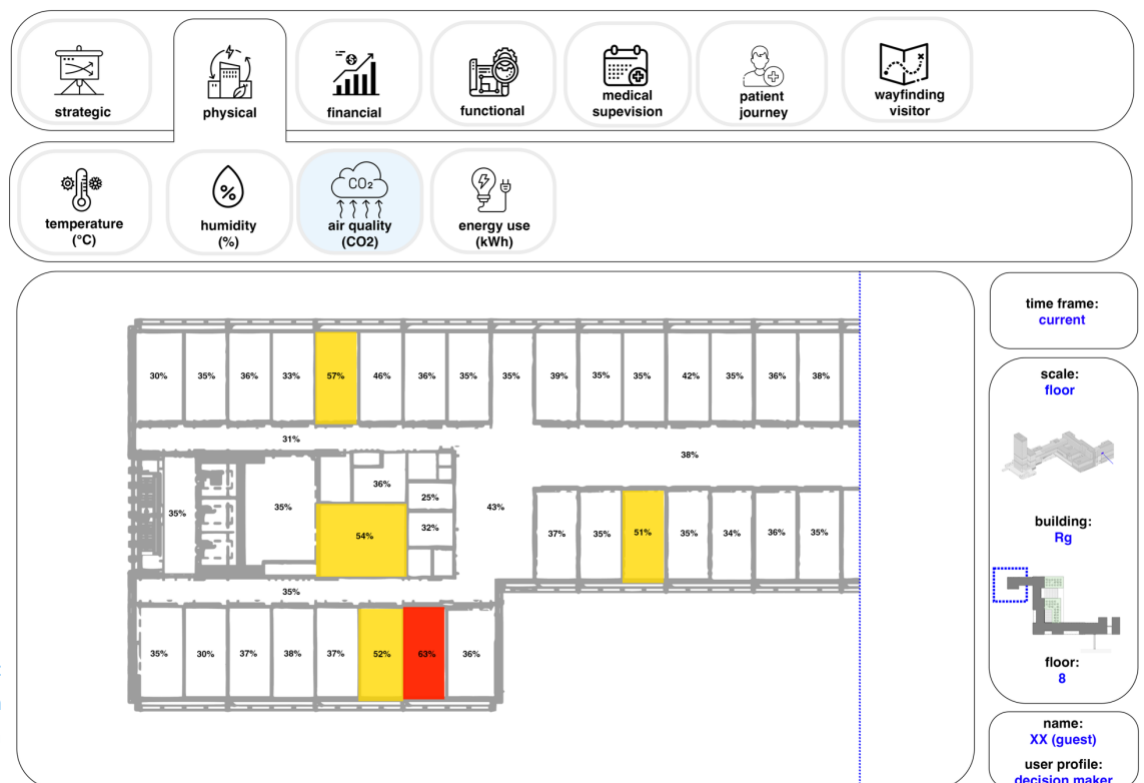 strategic
physical
financial
functional
medical
supevision
patient
journey
wayfinding
visitor
temperature
(°C)
humidity
(%)
CO₂
air quality
(CO2)
energy use
(kWh)
30% 35% 36% 33% 57% 46% 36% 35% 35% 39% 35% 35% 42% 35% 36% 38%
31%
38%
36%
25%
35% 35% 43%
32%
54%
37% 35% 51% 35% 34% 36% 35%
35%
35% 30% 37% 38% 37% 52% 63% 36%
time frame:
current
scale:
floor
building:
Rg
floor:
8
name:
XX (guest)
user profile:
decision maker